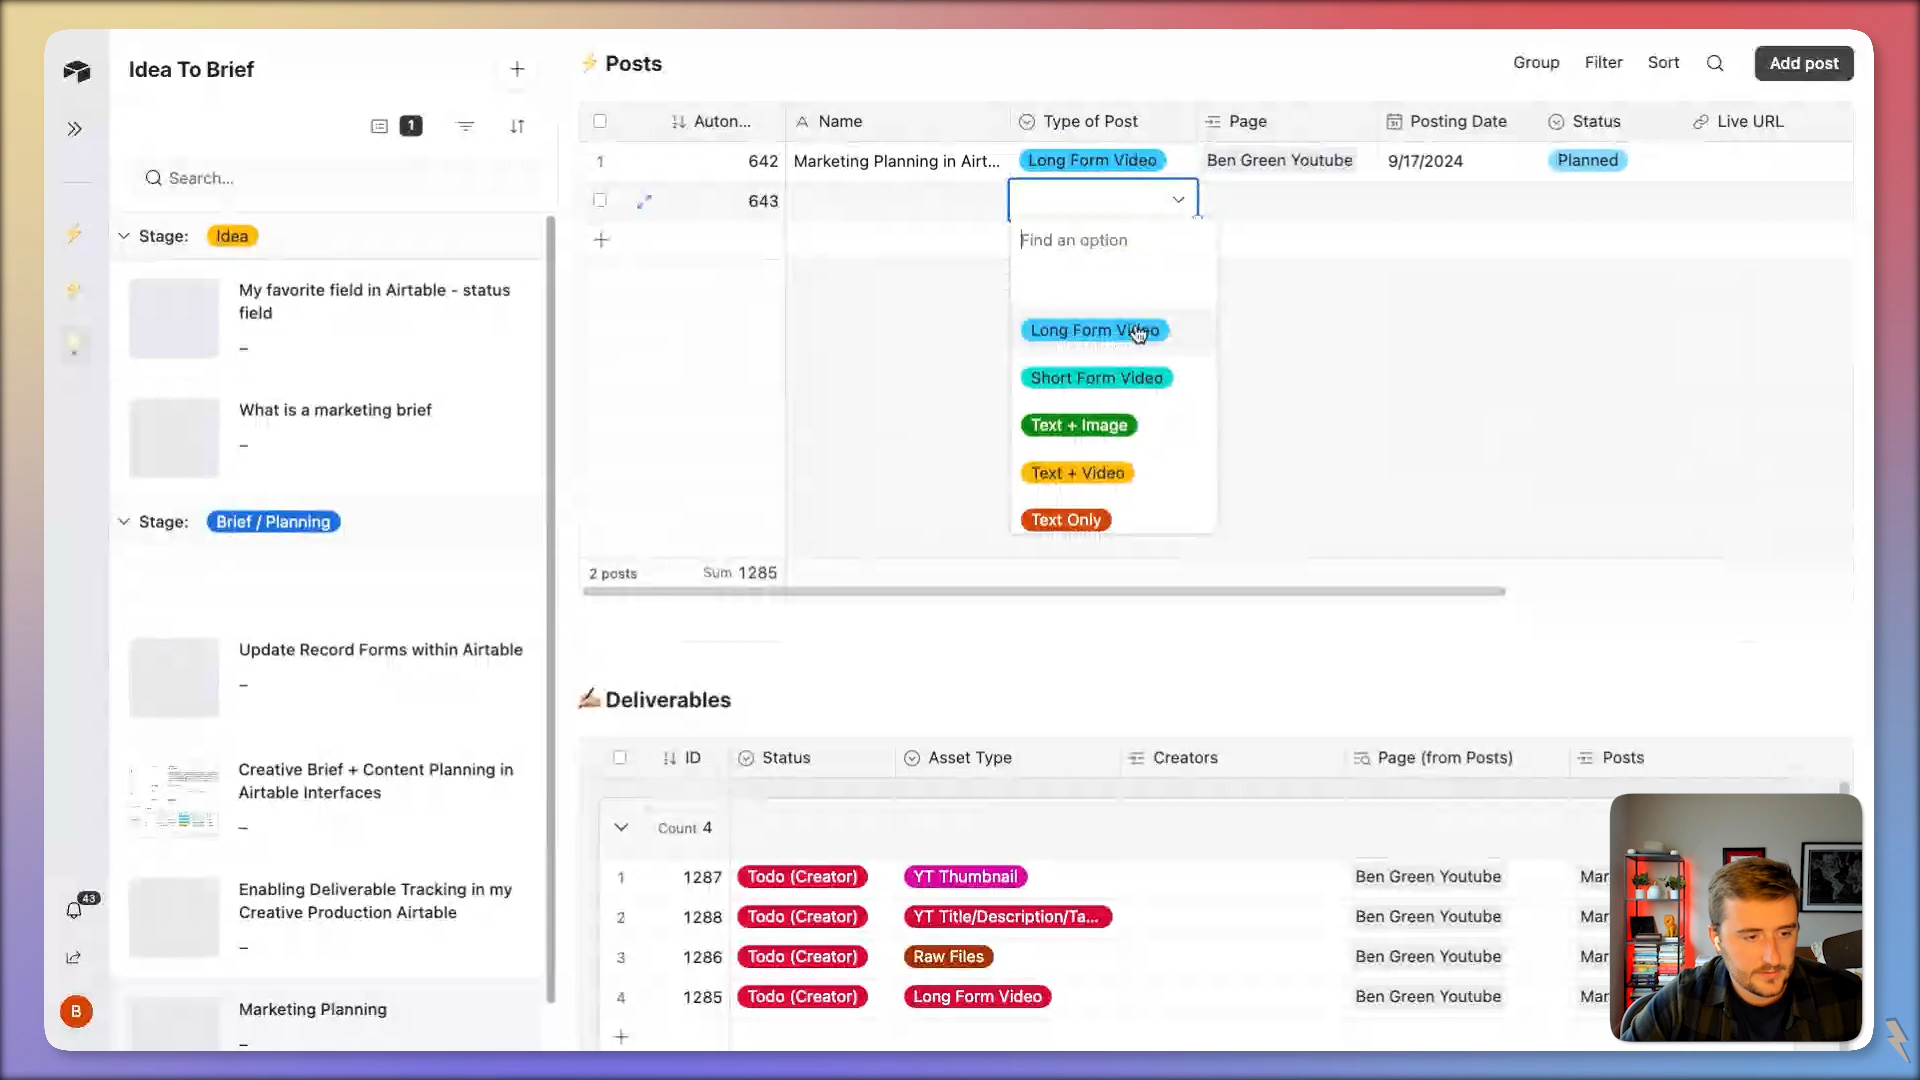 Idea To Brief
1
Search...
Stage: Idea
My favorite field in Airtable - status
field
–
What is a marketing brief
–
Stage: Brief / Planning
Update Record Forms within Airtable
–
Creative Brief + Content Planning in
Airtable Interfaces
–
Enabling Deliverable Tracking in my
Creative Production Airtable
–
Marketing Planning
–
43
B
⚡ Posts
Group Filter Sort Add post
Auton... Name Type of Post Page Posting Date Status Live URL
1 642 Marketing Planning in Airt... Long Form Video Ben Green Youtube 9/17/2024 Planned
643
Find an option
Long Form Video
Short Form Video
Text + Image
Text + Video
Text Only
2 posts Sum 1285
✍🏼 Deliverables
ID Status Asset Type Creators Page (from Posts) Posts
Count 4
1 1287 Todo (Creator) YT Thumbnail Ben Green Youtube Mar
2 1288 Todo (Creator) YT Title/Description/Ta... Ben Green Youtube Mar
3 1286 Todo (Creator) Raw Files Ben Green Youtube Mar
4 1285 Todo (Creator) Long Form Video Ben Green Youtube Mar